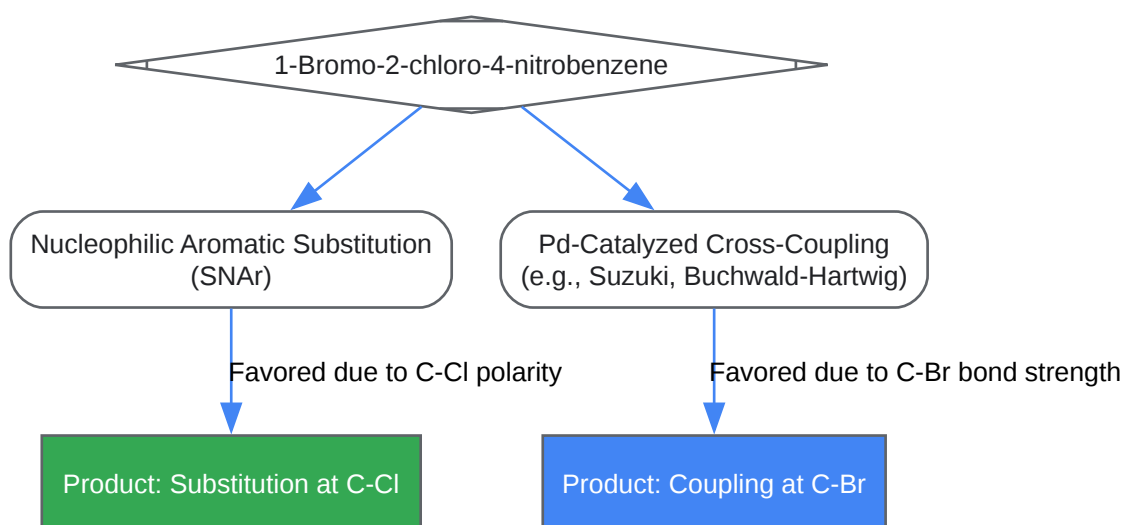 1-Bromo-2-chloro-4-nitrobenzene
Nucleophilic Aromatic Substitution
(SNAr)
Pd-Catalyzed Cross-Coupling
(e.g., Suzuki, Buchwald-Hartwig)
Favored due to C-Cl polarity
Favored due to C-Br bond strength
Product: Substitution at C-Cl
Product: Coupling at C-Br